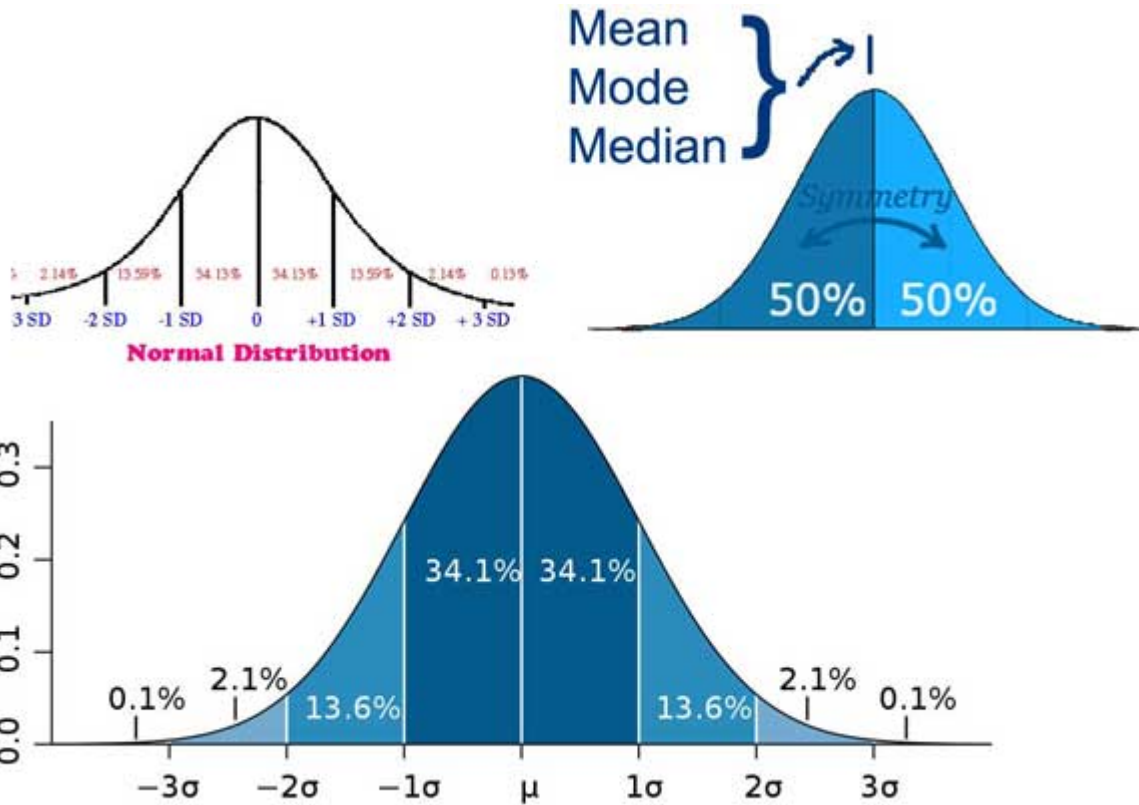 Mean
Mode
Median
Symmetry
50% 50%
2.14% 13.59% 34.13% 34.13% 13.59% 2.14% 0.13%
3 SD -2 SD -1 SD 0 +1 SD +2 SD + 3 SD
Normal Distribution
0.3
0.2
0.1
0.0
34.1% 34.1%
0.1% 2.1% 13.6% 13.6% 2.1% 0.1%
−3σ −2σ −1σ μ 1σ 2σ 3σ